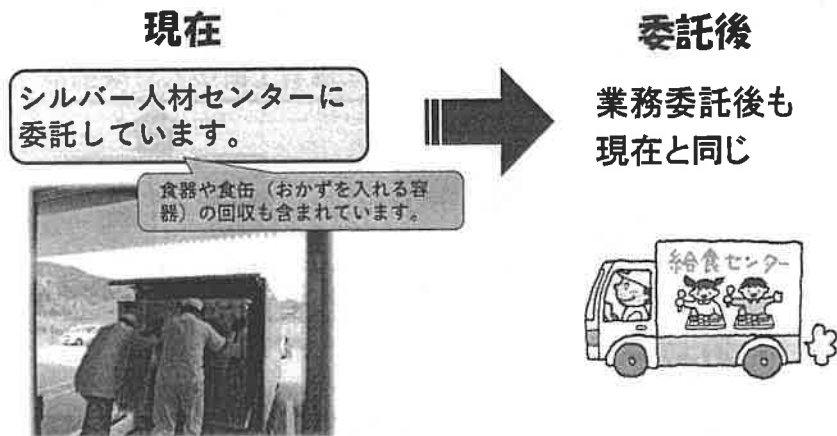 現在
委託後
シルバー人材センターに
委託しています。
業務委託後も
現在と同じ
食器や食缶（おかずを入れる容
器）の回収も含まれています。
給食センター